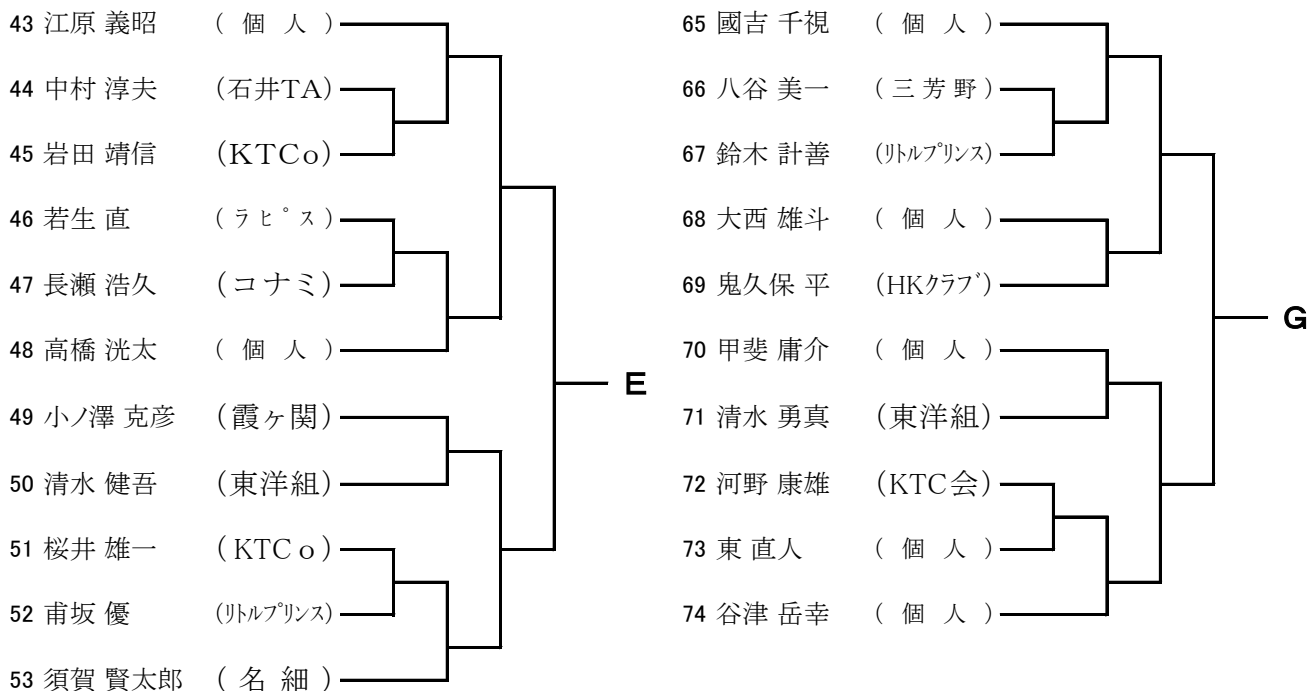 43 江原 義昭 ( 個 人 )
44 中村 淳夫 (石井TA)
45 岩田 靖信 (KTCo)
46 若生 直 (ラピス)
47 長瀬 浩久 (コナミ)
48 高橋 洸太 ( 個 人 )
49 小ノ澤 克彦 (霞ヶ関)
50 清水 健吾 (東洋組)
51 桜井 雄一 (KTCo)
52 甫坂 優 (リトルプリンス)
53 須賀 賢太郎 ( 名 細 )
E
65 國吉 千視 ( 個 人 )
66 八谷 美一 (三芳野)
67 鈴木 計善 (リトルプリンス)
68 大西 雄斗 ( 個 人 )
69 鬼久保 平 (HKクラブ)
70 甲斐 庸介 ( 個 人 )
71 清水 勇真 (東洋組)
72 河野 康雄 (KTC会)
73 東 直人 ( 個 人 )
74 谷津 岳幸 ( 個 人 )
G